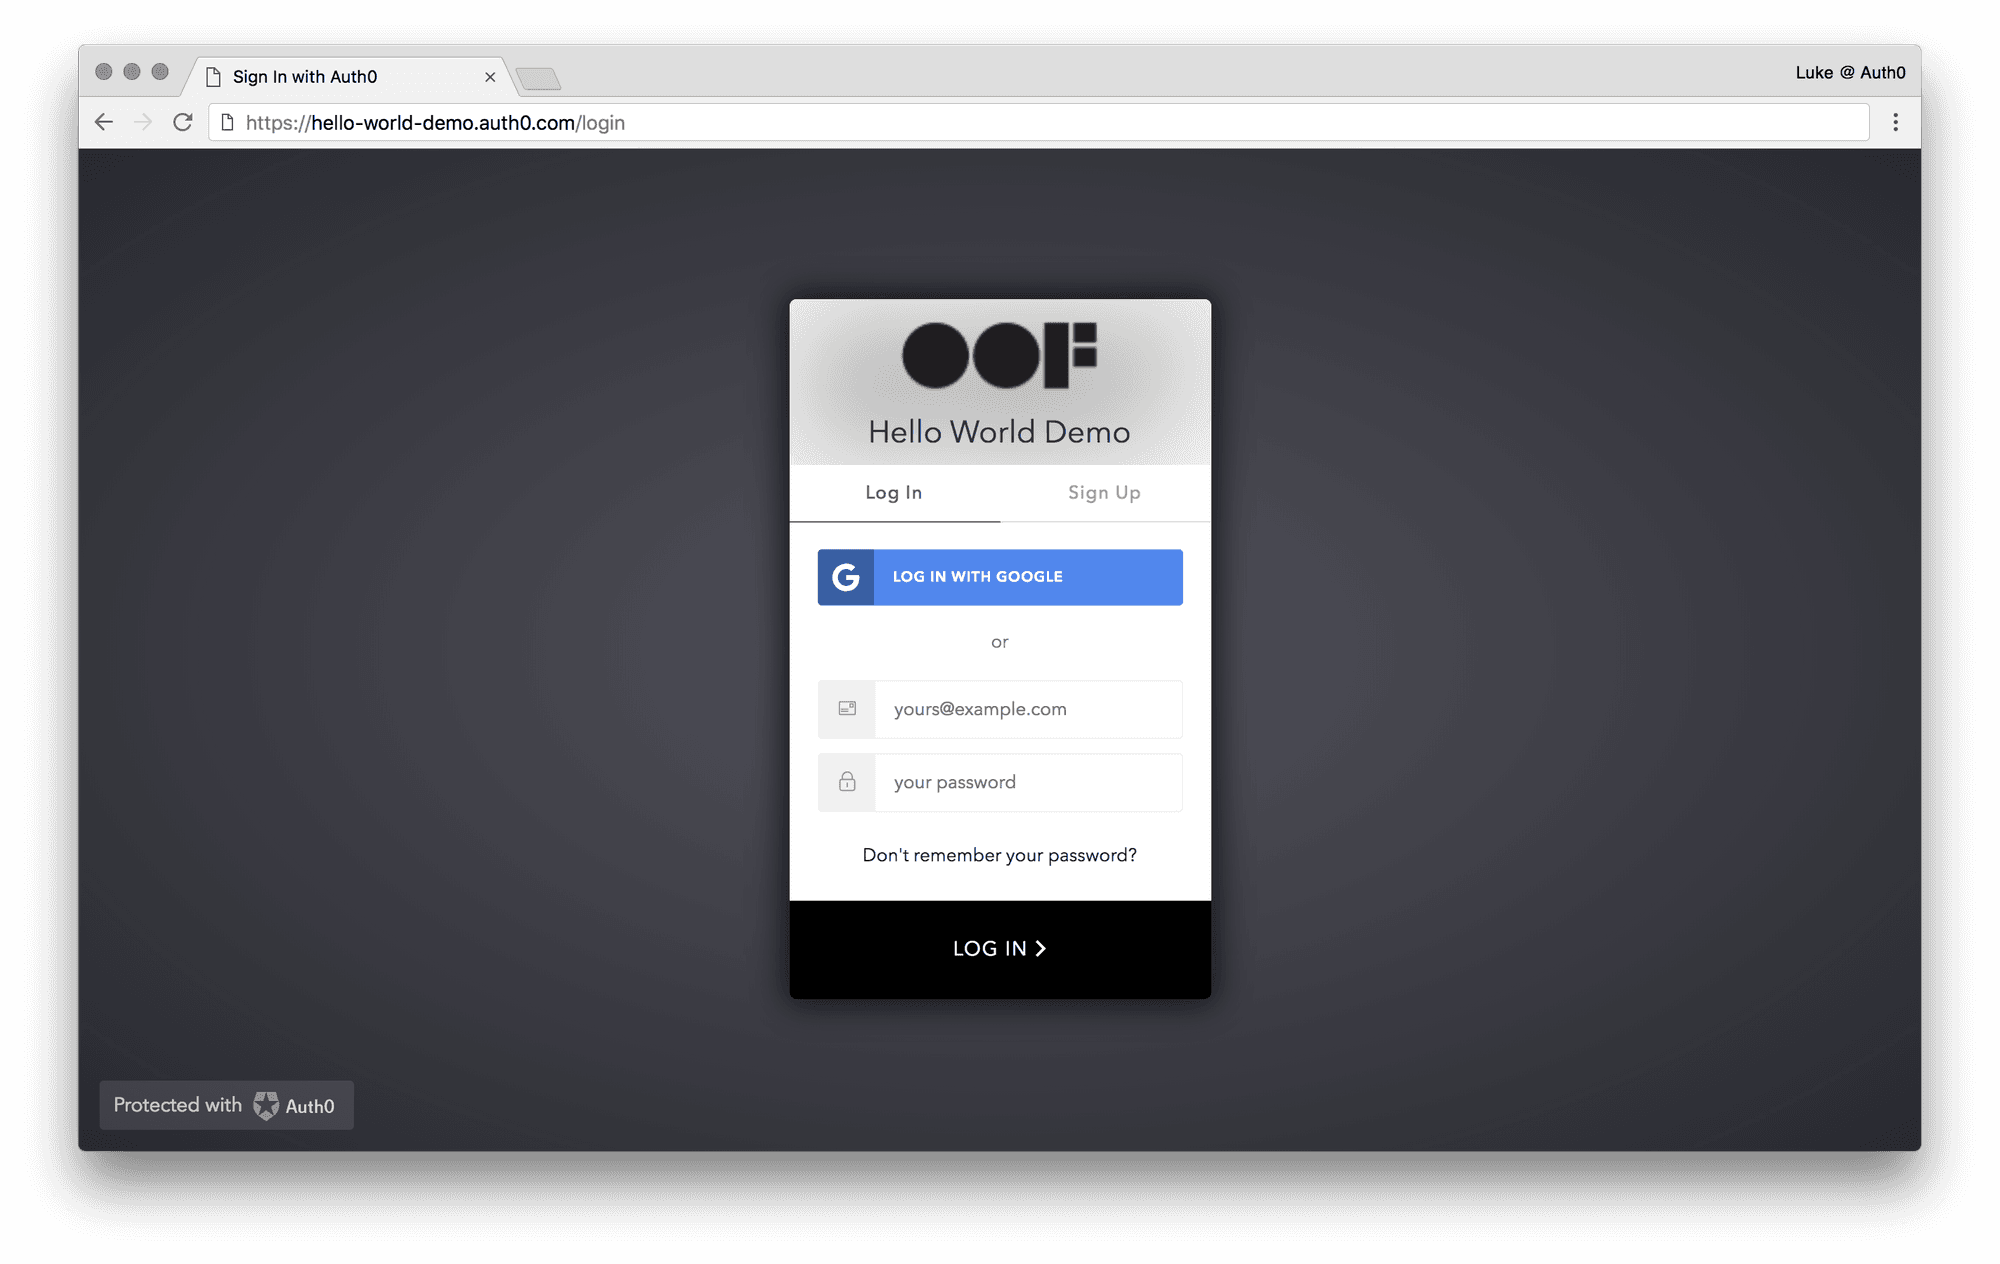 Sign In with Auth0
Luke @ Auth0
https://hello-world-demo.auth0.com/login
OOF
Hello World Demo
Log In
Sign Up
G
LOG IN WITH GOOGLE
or
yours@example.com
your password
Don't remember your password?
LOG IN
Protected with Auth0